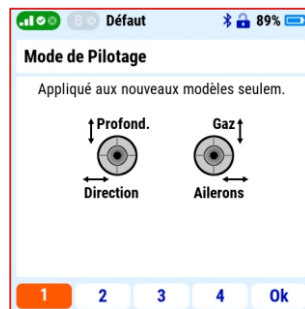 B Défaut 89%
Mode de Pilotage
Appliqué aux nouveaux modèles seulem.
Profond. Gaz
Direction Ailerons
1 2 3 4 Ok